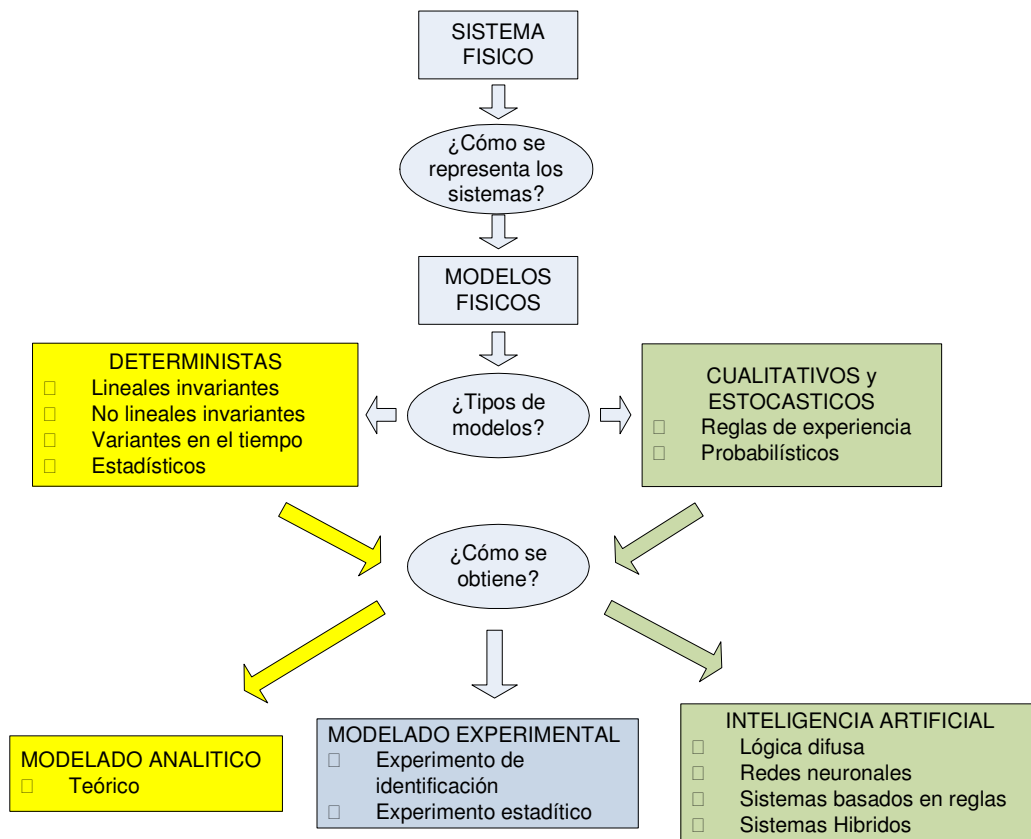 SISTEMA
FISICO
¿Cómo se
representa los
sistemas?
MODELOS
FISICOS
DETERMINISTAS
Lineales invariantes
No lineales invariantes
Variantes en el tiempo
Estadísticos
¿Tipos de
modelos?
CUALITATIVOS y
ESTOCASTICOS
Reglas de experiencia
Probabilísticos
¿Cómo se
obtiene?
MODELADO ANALITICO
Teórico
MODELADO EXPERIMENTAL
Experimento de
identificación
Experimento estadítico
INTELIGENCIA ARTIFICIAL
Lógica difusa
Redes neuronales
Sistemas basados en reglas
Sistemas Hibridos